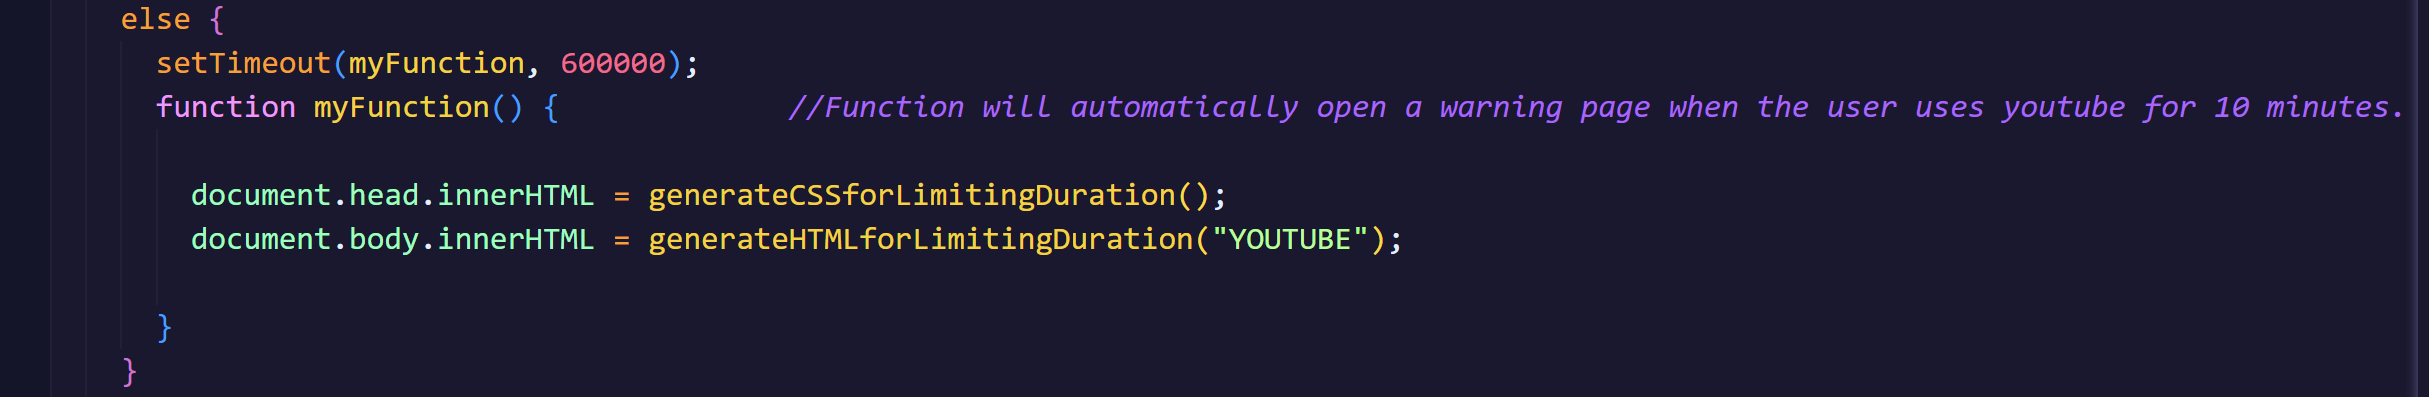 else {
setTimeout(myFunction, 600000);
function myFunction() { //Function will automatically open a warning page when the user uses youtube for 10 minutes.
document.head.innerHTML = generateCSSforLimitingDuration();
document.body.innerHTML = generateHTMLforLimitingDuration("YOUTUBE");
}
}